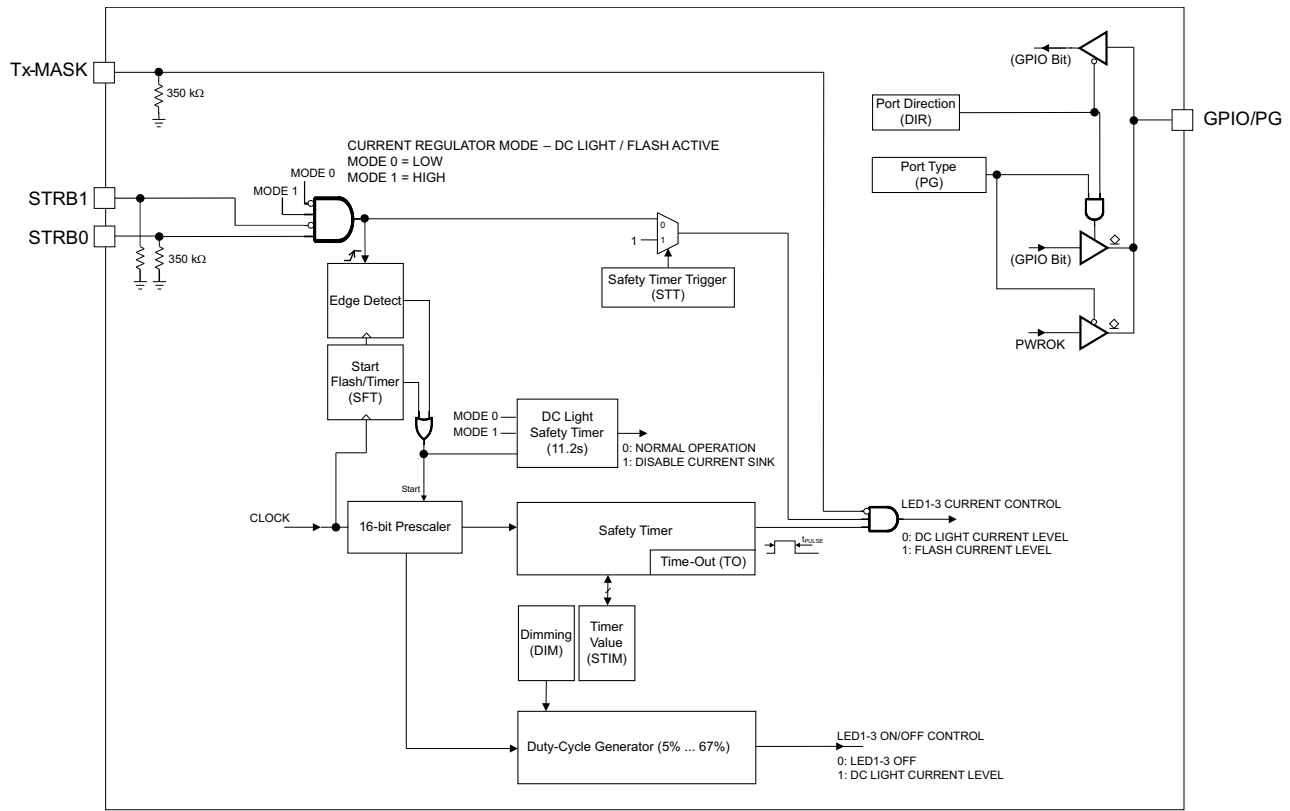 Tx-MASK
350 kΩ
(GPIO Bit)
Port Direction
(DIR)
GPIO/PG
Port Type
(PG)
CURRENT REGULATOR MODE – DC LIGHT / FLASH ACTIVE
MODE 0 = LOW
MODE 1 = HIGH
MODE 0
MODE 1
STRB1
STRB0
350 kΩ
0
1
1
Safety Timer Trigger
(STT)
(GPIO Bit)
PWROK
Edge Detect
Start
Flash/Timer
(SFT)
MODE 0
MODE 1
DC Light
Safety Timer
(11.2s)
0: NORMAL OPERATION
1: DISABLE CURRENT SINK
Start
CLOCK
16-bit Prescaler
Safety Timer
Time-Out (TO)
tPULSE
LED1-3 CURRENT CONTROL
0: DC LIGHT CURRENT LEVEL
1: FLASH CURRENT LEVEL
Dimming
(DIM)
Timer
Value
(STIM)
Duty-Cycle Generator (5% ... 67%)
LED1-3 ON/OFF CONTROL
0: LED1-3 OFF
1: DC LIGHT CURRENT LEVEL